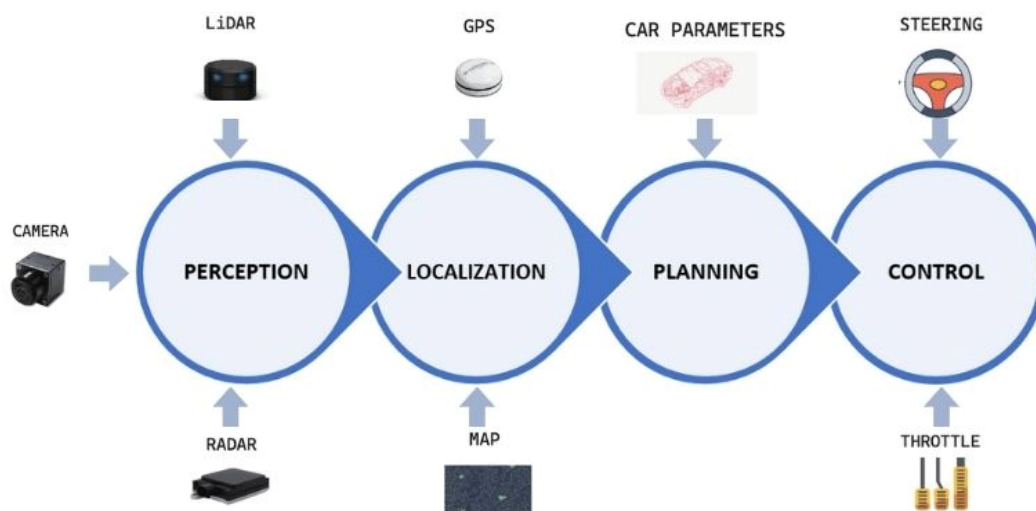 LiDAR
GPS
CAR PARAMETERS
STEERING
CAMERA
PERCEPTION
LOCALIZATION
PLANNING
CONTROL
RADAR
MAP
THROTTLE